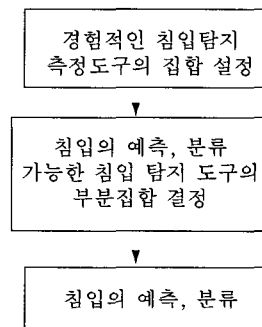 경험적인 침입탐지
측정도구의 집합 설정
침입의 예측, 분류
가능한 침입 탐지 도구의
부분집합 결정
침입의 예측, 분류